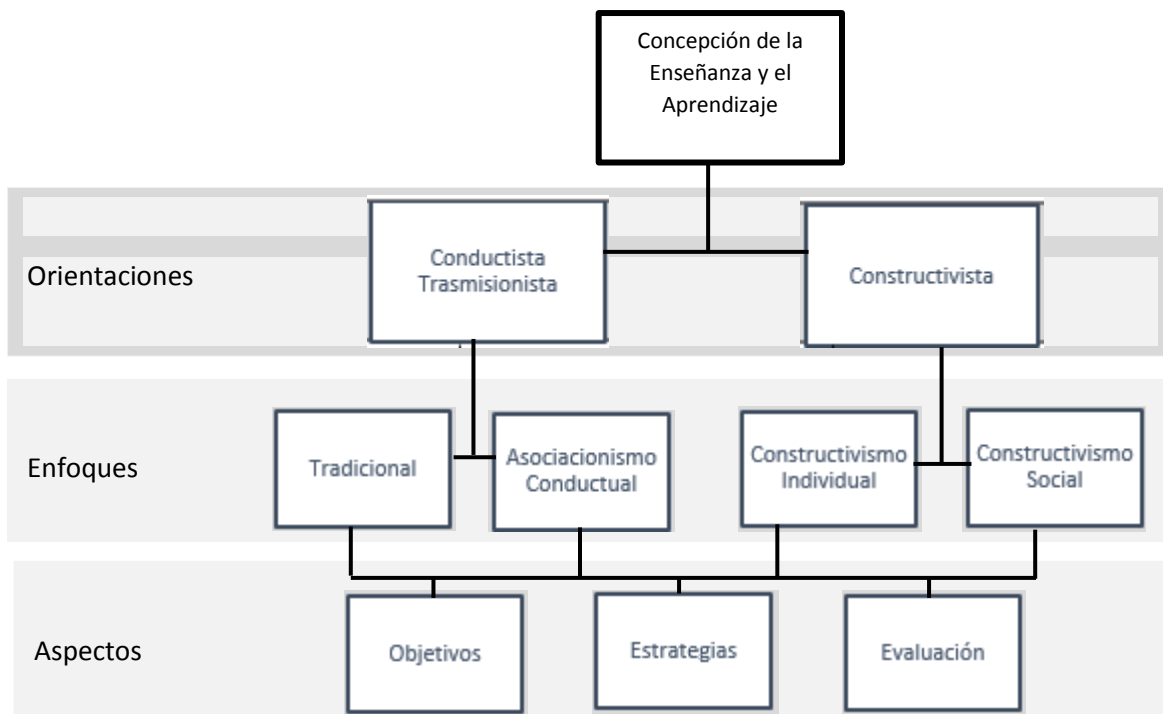 Concepción de la
Enseñanza y el
Aprendizaje
Orientaciones
Conductista
Trasmisionista
Constructivista
Enfoques
Tradicional
Asociacionismo
Conductual
Constructivismo
Individual
Constructivismo
Social
Aspectos
Objetivos
Estrategias
Evaluación